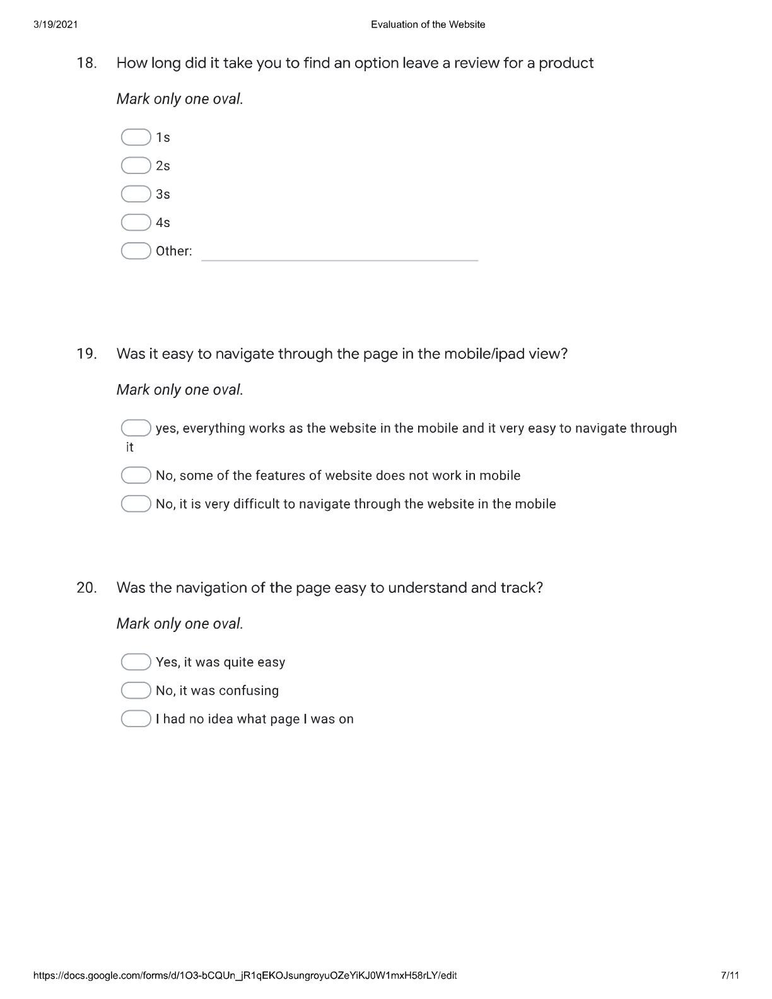 3/19/2021 Evaluation of the Website
18. How long did it take you to find an option leave a review for a product
Mark only one oval.
1s
2s
3s
4s
Other:
19. Was it easy to navigate through the page in the mobile/ipad view?
Mark only one oval.
yes, everything works as the website in the mobile and it very easy to navigate through
it
No, some of the features of website does not work in mobile
No, it is very difficult to navigate through the website in the mobile
20. Was the navigation of the page easy to understand and track?
Mark only one oval.
Yes, it was quite easy
No, it was confusing
I had no idea what page I was on
https://docs.google.com/forms/d/1O3-bCQUn_jR1qEKOJsungroyuOZeYiKJ0W1mxH58rLY/edit 7/11